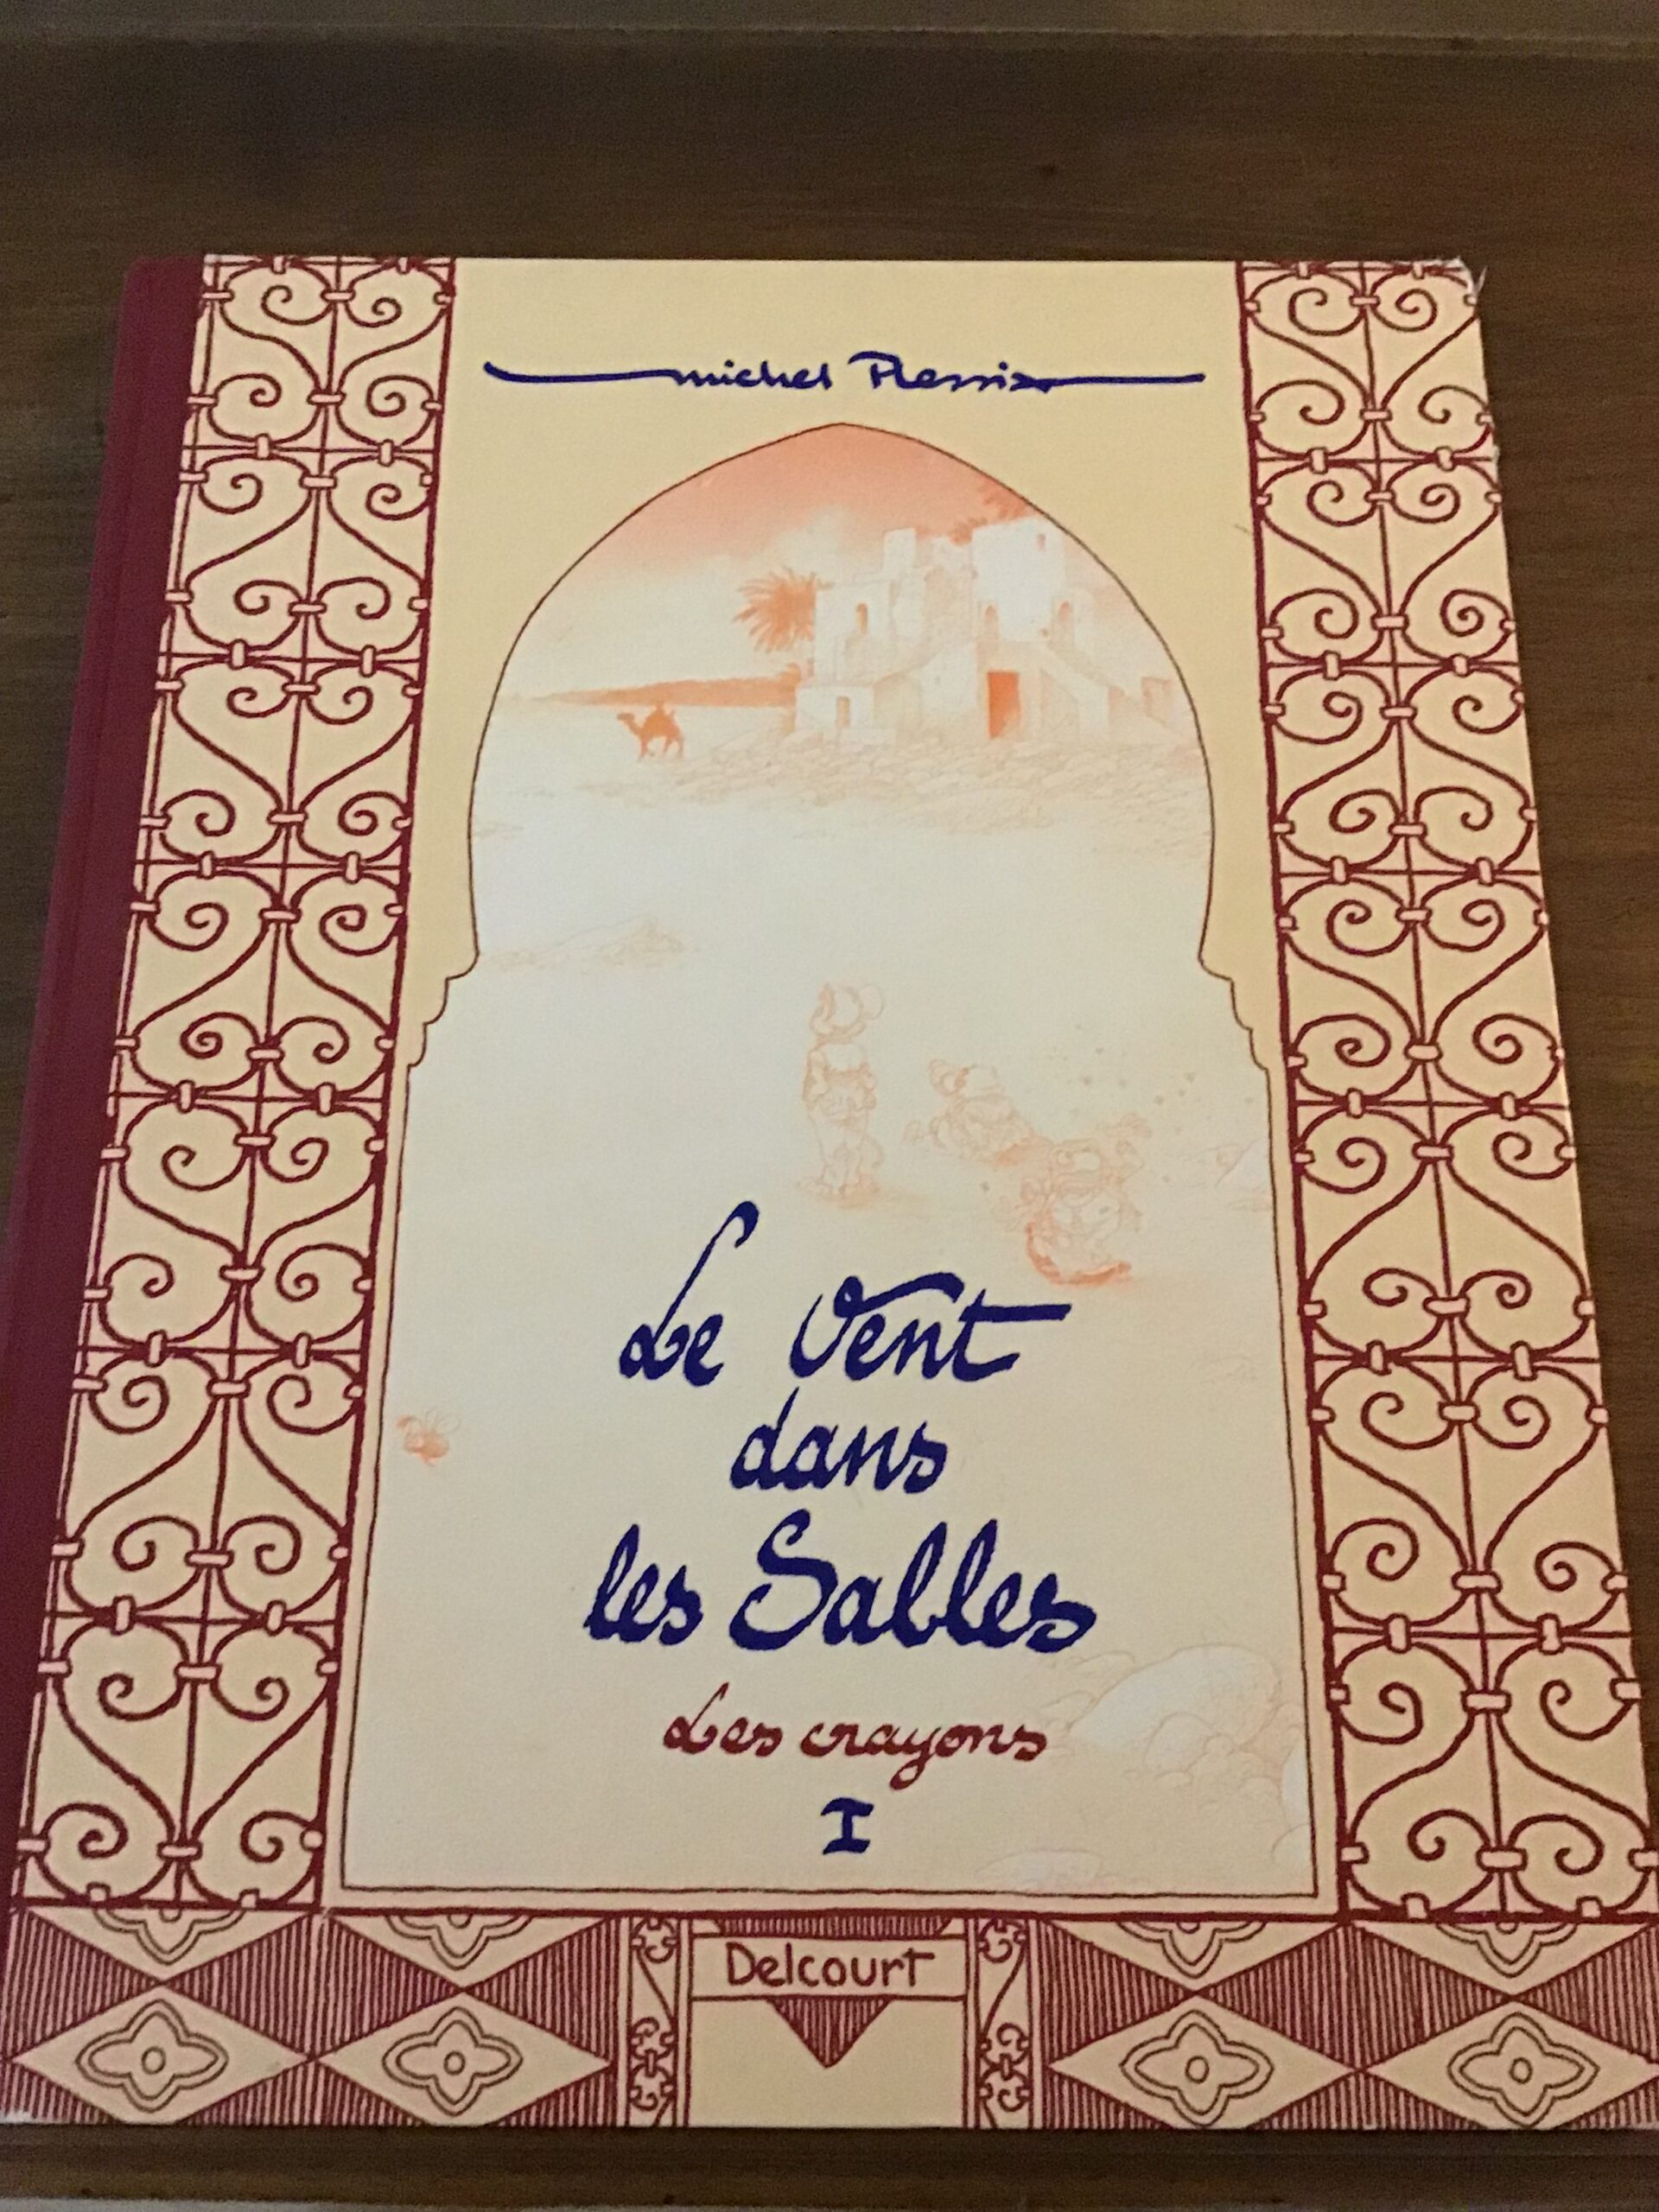 michel Plessix
Le Vent
dans
les Sables
Les crayons
I
Delcourt